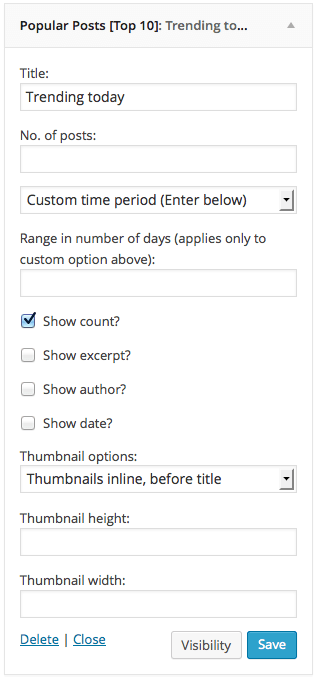 Popular Posts [Top 10]: Trending to...
Title:
Trending today
No. of posts:
Custom time period (Enter below)
Range in number of days (applies only to
custom option above):
Show count?
Show excerpt?
Show author?
Show date?
Thumbnail options:
Thumbnails inline, before title
Thumbnail height:
Thumbnail width:
Delete | Close Visibility Save